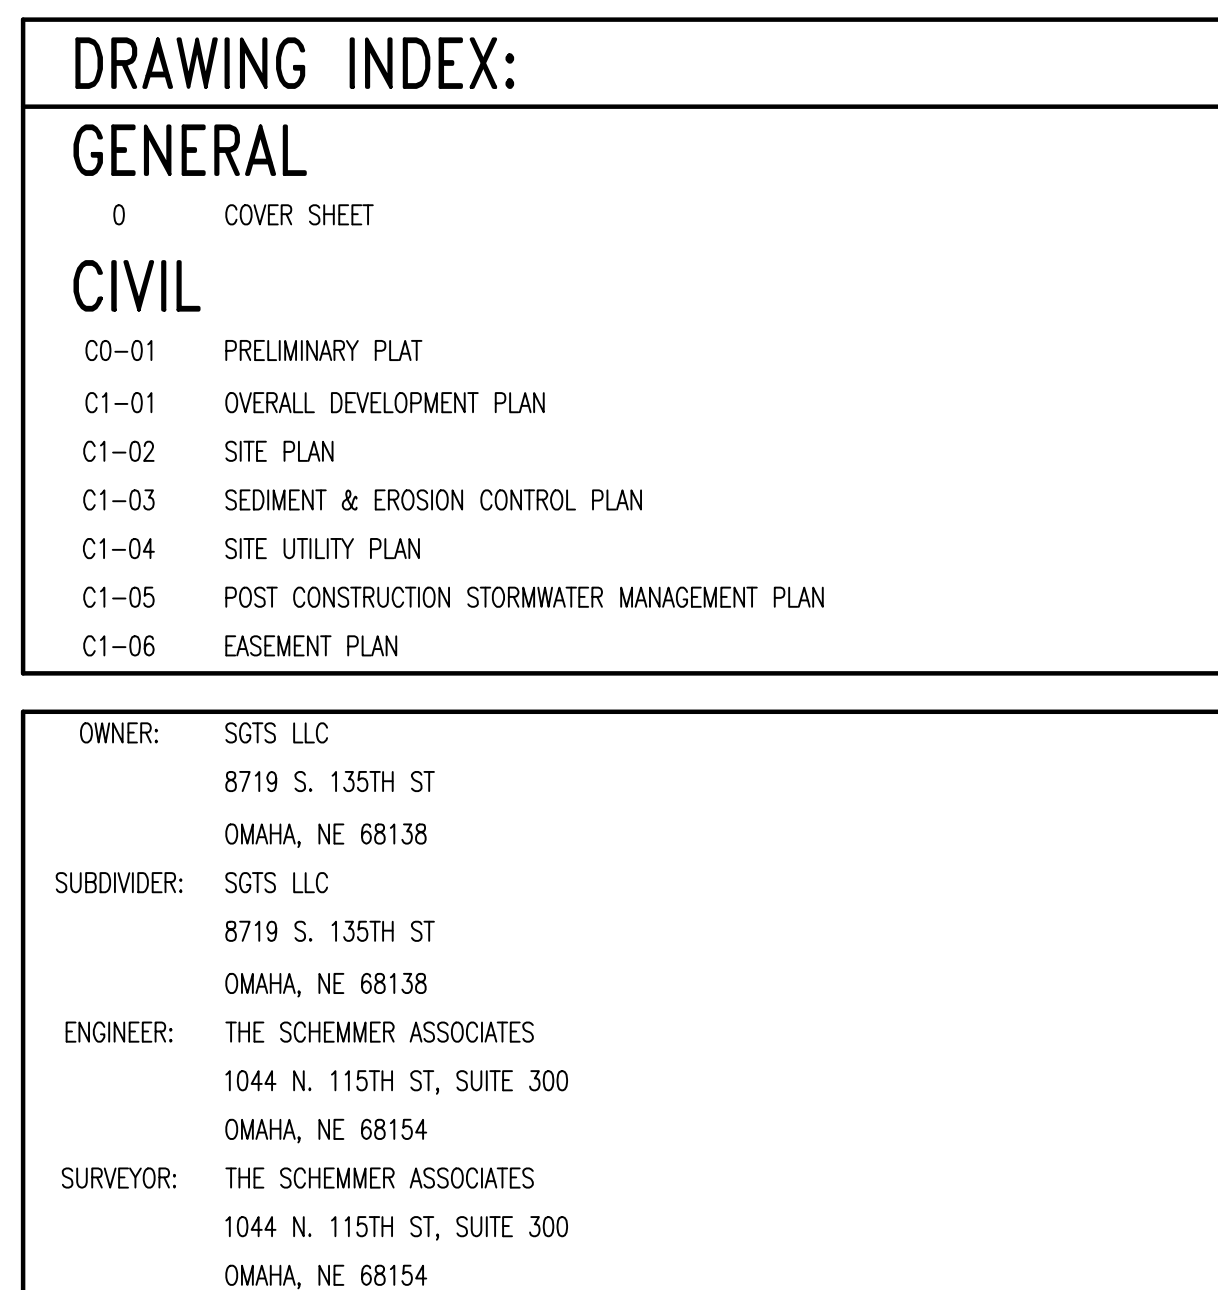 DRAWING INDEX:
GENERAL
0 COVER SHEET
CIVIL
C0-01 PRELIMINARY PLAT
C1-01 OVERALL DEVELOPMENT PLAN
C1-02 SITE PLAN
C1-03 SEDIMENT & EROSION CONTROL PLAN
C1-04 SITE UTILITY PLAN
C1-05 POST CONSTRUCTION STORMWATER MANAGEMENT PLAN
C1-06 EASEMENT PLAN
OWNER: SGTS LLC
8719 S. 135TH ST
OMAHA, NE 68138
SUBDIVIDER: SGTS LLC
8719 S. 135TH ST
OMAHA, NE 68138
ENGINEER: THE SCHEMMER ASSOCIATES
1044 N. 115TH ST, SUITE 300
OMAHA, NE 68154
SURVEYOR: THE SCHEMMER ASSOCIATES
1044 N. 115TH ST, SUITE 300
OMAHA, NE 68154